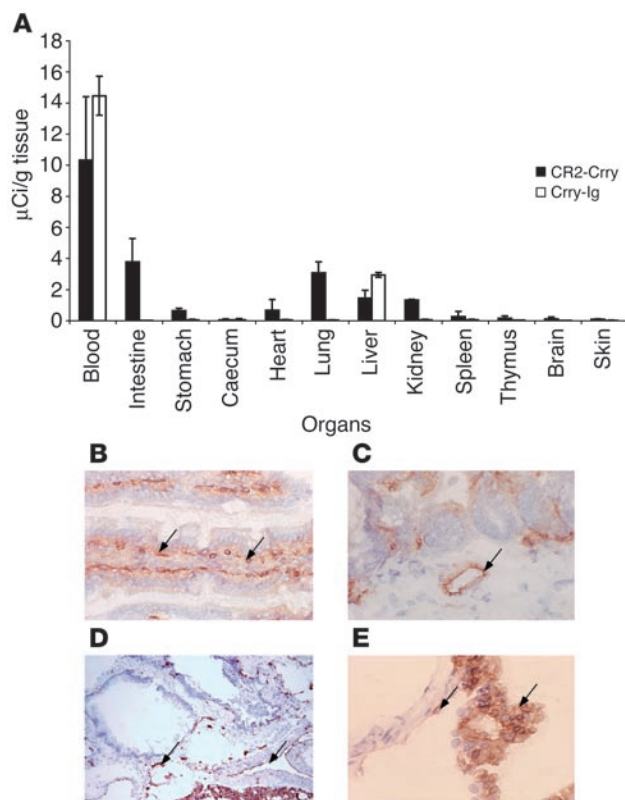 A
18
16
14
12
10
8
6
4
2
0
μCi/g tissue
CR2-Crry
Crry-Ig
Blood
Intestine
Stomach
Caecum
Heart
Lung
Liver
Kidney
Spleen
Thymus
Brain
Skin
Organs
B
C
D
E